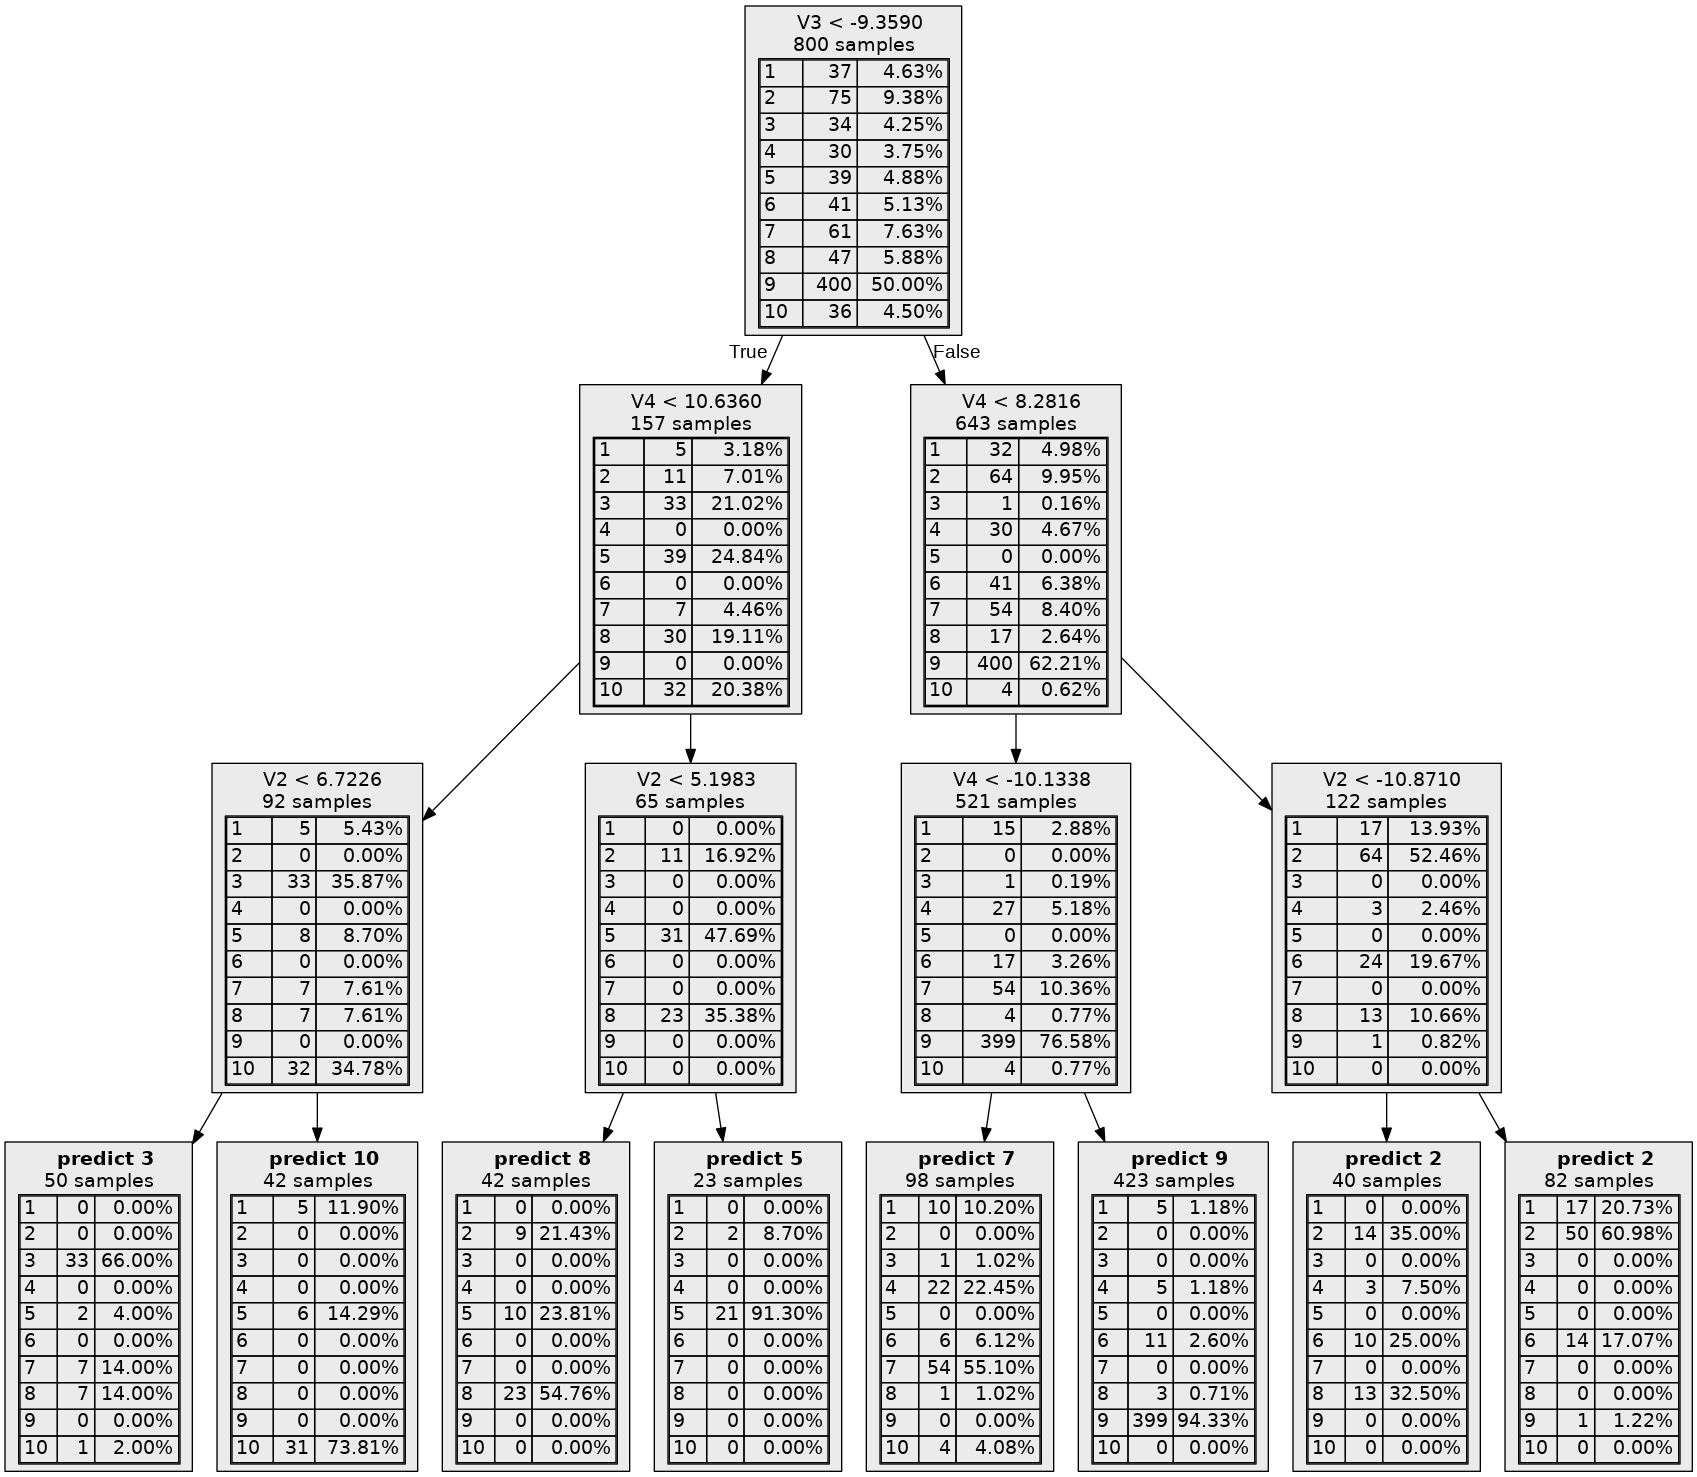 V3 < -9.3590
800 samples
1 37 4.63%
2 75 9.38%
3 34 4.25%
4 30 3.75%
5 39 4.88%
6 41 5.13%
7 61 7.63%
8 47 5.88%
9 400 50.00%
10 36 4.50%
True
False
V4 < 10.6360
157 samples
1 5 3.18%
2 11 7.01%
3 33 21.02%
4 0 0.00%
5 39 24.84%
6 0 0.00%
7 7 4.46%
8 30 19.11%
9 0 0.00%
10 32 20.38%
V4 < 8.2816
643 samples
1 32 4.98%
2 64 9.95%
3 1 0.16%
4 30 4.67%
5 0 0.00%
6 41 6.38%
7 54 8.40%
8 17 2.64%
9 400 62.21%
10 4 0.62%
V2 < 6.7226
92 samples
1 5 5.43%
2 0 0.00%
3 33 35.87%
4 0 0.00%
5 8 8.70%
6 0 0.00%
7 7 7.61%
8 7 7.61%
9 0 0.00%
10 32 34.78%
V2 < 5.1983
65 samples
1 0 0.00%
2 11 16.92%
3 0 0.00%
4 0 0.00%
5 31 47.69%
6 0 0.00%
7 0 0.00%
8 23 35.38%
9 0 0.00%
10 0 0.00%
V4 < -10.1338
521 samples
1 15 2.88%
2 0 0.00%
3 1 0.19%
4 27 5.18%
5 0 0.00%
6 17 3.26%
7 54 10.36%
8 4 0.77%
9 399 76.58%
10 4 0.77%
V2 < -10.8710
122 samples
1 17 13.93%
2 64 52.46%
3 0 0.00%
4 3 2.46%
5 0 0.00%
6 24 19.67%
7 0 0.00%
8 13 10.66%
9 1 0.82%
10 0 0.00%
predict 3
50 samples
1 0 0.00%
2 0 0.00%
3 33 66.00%
4 0 0.00%
5 2 4.00%
6 0 0.00%
7 7 14.00%
8 7 14.00%
9 0 0.00%
10 1 2.00%
predict 10
42 samples
1 5 11.90%
2 0 0.00%
3 0 0.00%
4 0 0.00%
5 6 14.29%
6 0 0.00%
7 0 0.00%
8 0 0.00%
9 0 0.00%
10 31 73.81%
predict 8
42 samples
1 0 0.00%
2 9 21.43%
3 0 0.00%
4 0 0.00%
5 10 23.81%
6 0 0.00%
7 0 0.00%
8 23 54.76%
9 0 0.00%
10 0 0.00%
predict 5
23 samples
1 0 0.00%
2 2 8.70%
3 0 0.00%
4 0 0.00%
5 21 91.30%
6 0 0.00%
7 0 0.00%
8 0 0.00%
9 0 0.00%
10 0 0.00%
predict 7
98 samples
1 10 10.20%
2 0 0.00%
3 1 1.02%
4 22 22.45%
5 0 0.00%
6 6 6.12%
7 54 55.10%
8 1 1.02%
9 0 0.00%
10 4 4.08%
predict 9
423 samples
1 5 1.18%
2 0 0.00%
3 0 0.00%
4 5 1.18%
5 0 0.00%
6 11 2.60%
7 0 0.00%
8 3 0.71%
9 399 94.33%
10 0 0.00%
predict 2
40 samples
1 0 0.00%
2 14 35.00%
3 0 0.00%
4 3 7.50%
5 0 0.00%
6 10 25.00%
7 0 0.00%
8 13 32.50%
9 0 0.00%
10 0 0.00%
predict 2
82 samples
1 17 20.73%
2 50 60.98%
3 0 0.00%
4 0 0.00%
5 0 0.00%
6 14 17.07%
7 0 0.00%
8 0 0.00%
9 1 1.22%
10 0 0.00%